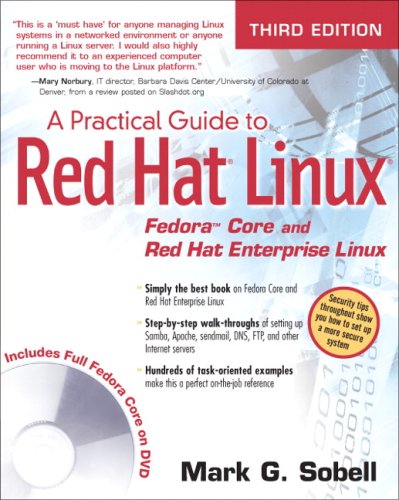 THIRD EDITION
"This is a 'must have' for anyone managing Linux
systems in a networked environment or anyone
running a Linux server. I would also highly
recommend it to an experienced computer
user who is moving to the Linux platform."
—Mary Norbury, IT director, Barbara Davis Center/University of Colorado at
Denver, from a review posted on Slashdot.org
A Practical Guide to
Red Hat® Linux®
Fedora™ Core and
Red Hat Enterprise Linux
Simply the best book on Fedora Core and
Red Hat Enterprise Linux
Step-by-step walk-throughs of setting up
Samba, Apache, sendmail, DNS, FTP, and other
Internet servers
Hundreds of task-oriented examples
make this a perfect on-the-job reference
Security tips
throughout show
you how to set up
a more secure
system
Includes Full Fedora Core on DVD
Mark G. Sobell